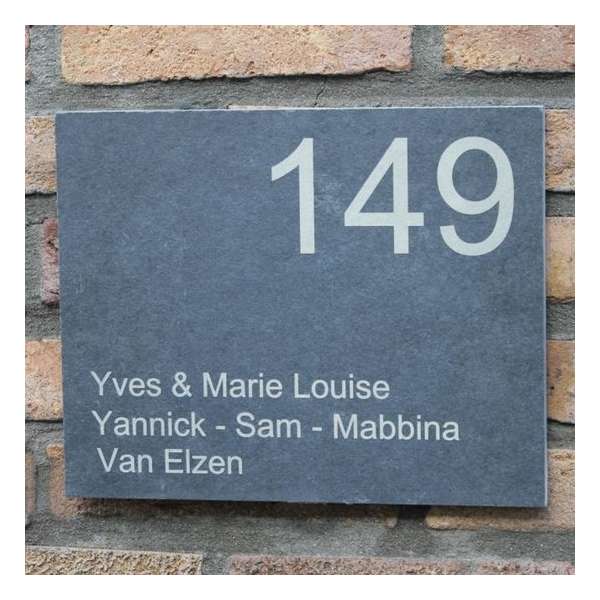 149
Yves & Marie Louise
Yannick - Sam - Mabbina
Van Elzen